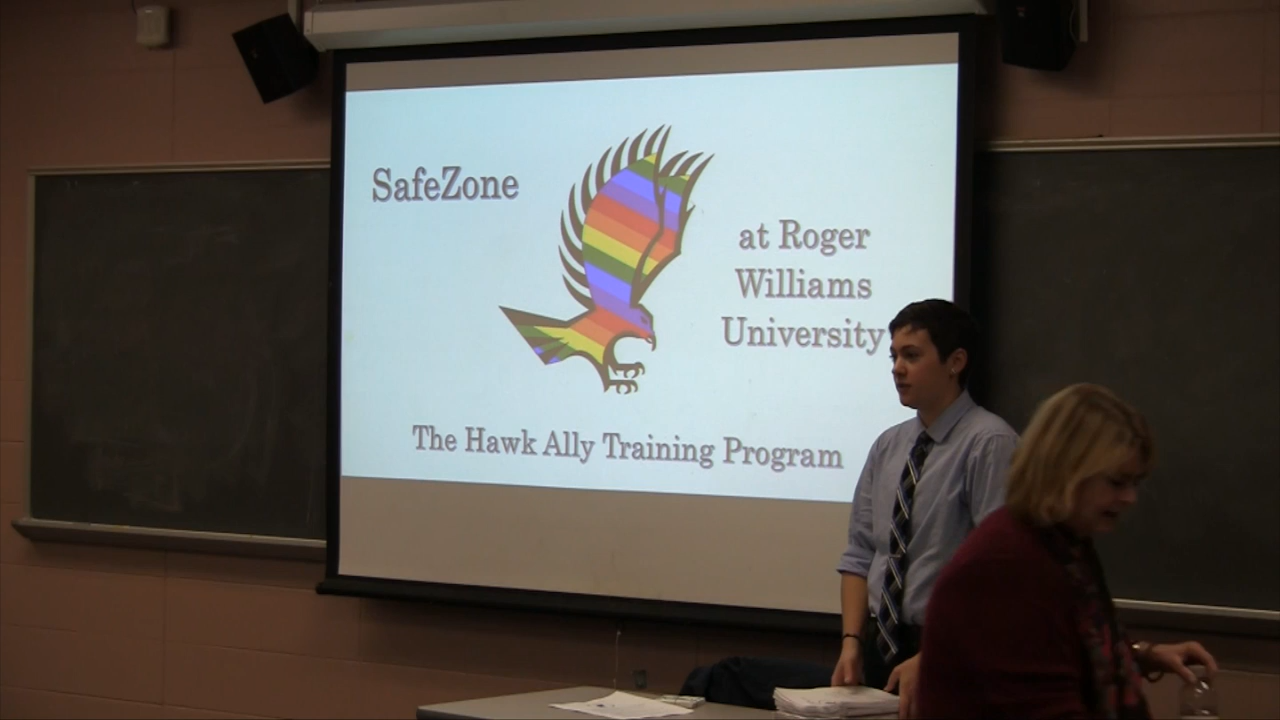 SafeZone
at Roger
Williams
University
The Hawk Ally Training Program